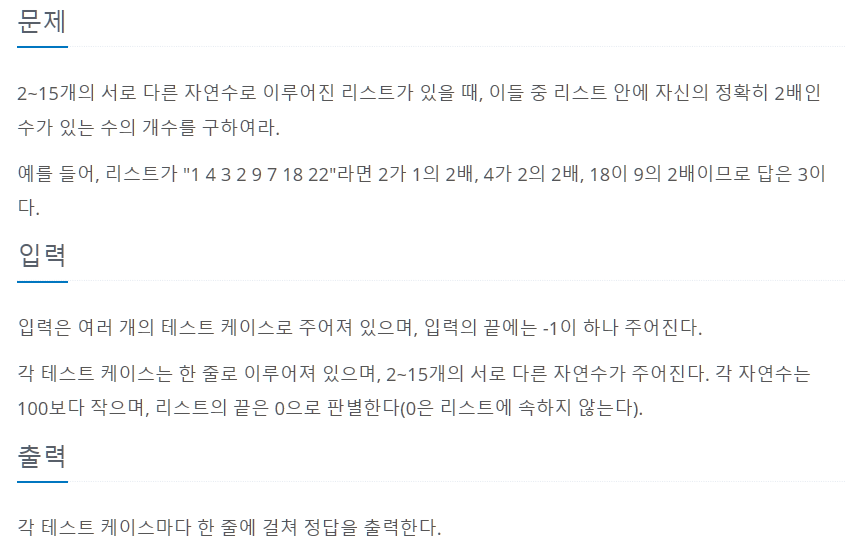 문제
2~15개의 서로 다른 자연수로 이루어진 리스트가 있을 때, 이들 중 리스트 안에 자신의 정확히 2배인
수가 있는 수의 개수를 구하여라.
예를 들어, 리스트가 "1 4 3 2 9 7 18 22"라면 2가 1의 2배, 4가 2의 2배, 18이 9의 2배이므로 답은 3이
다.
입력
입력은 여러 개의 테스트 케이스로 주어져 있으며, 입력의 끝에는 -1이 하나 주어진다.
각 테스트 케이스는 한 줄로 이루어져 있으며, 2~15개의 서로 다른 자연수가 주어진다. 각 자연수는
100보다 작으며, 리스트의 끝은 0으로 판별한다(0은 리스트에 속하지 않는다).
출력
각 테스트 케이스마다 한 줄에 걸쳐 정답을 출력한다.